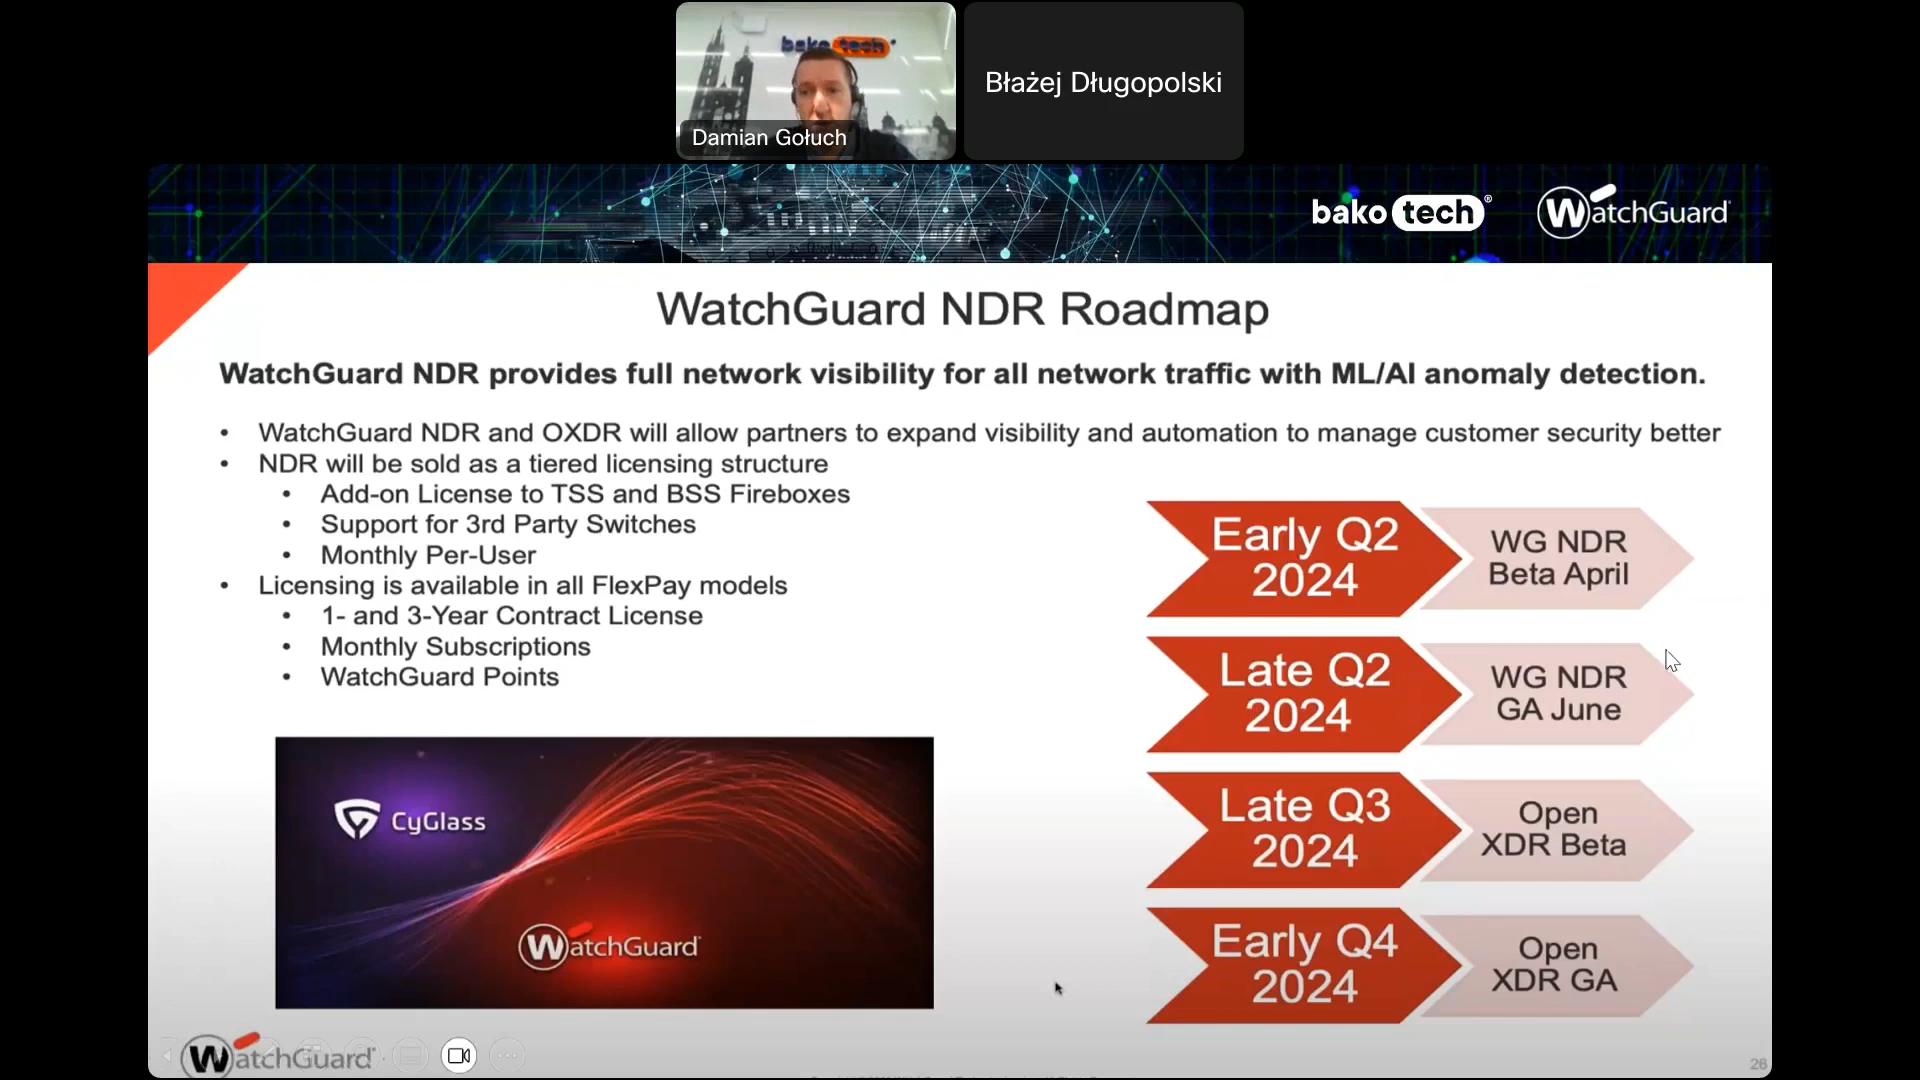 bako tech
Damian Gołuch
Błażej Długopolski
bako tech®
WatchGuard
WatchGuard NDR Roadmap
WatchGuard NDR provides full network visibility for all network traffic with ML/AI anomaly detection.
• WatchGuard NDR and OXDR will allow partners to expand visibility and automation to manage customer security better
• NDR will be sold as a tiered licensing structure
• Add-on License to TSS and BSS Fireboxes
• Support for 3rd Party Switches
• Monthly Per-User
• Licensing is available in all FlexPay models
• 1- and 3-Year Contract License
• Monthly Subscriptions
• WatchGuard Points
Early Q2
2024
WG NDR
Beta April
Late Q2
2024
WG NDR
GA June
Late Q3
2024
Open
XDR Beta
Early Q4
2024
Open
XDR GA
CyGlass
WatchGuard
WatchGuard
28